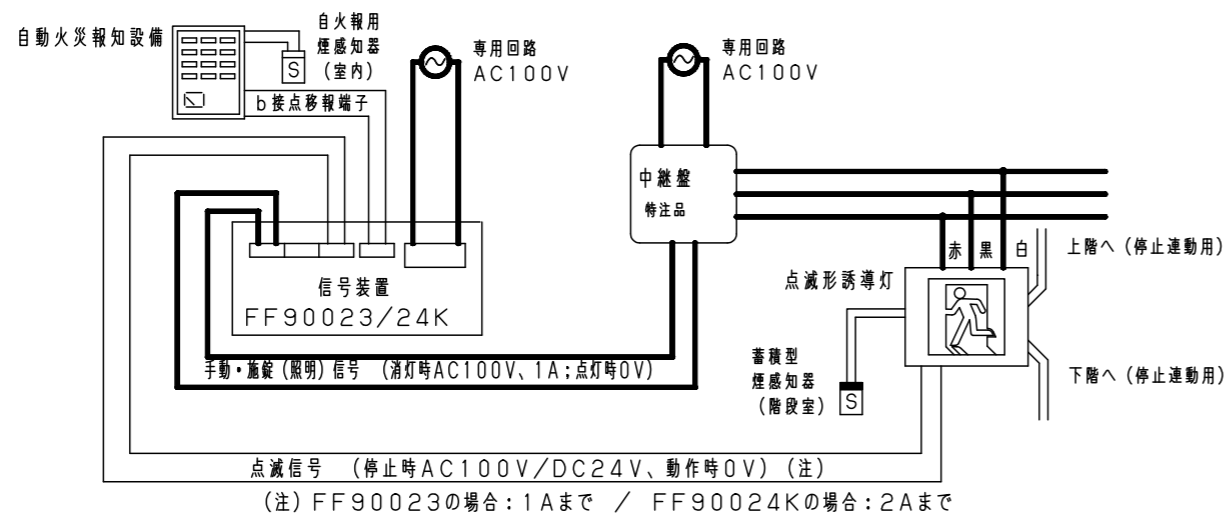 自動火災報知設備
自火報用
煙感知器
(室内)
S
専用回路
AC100V
専用回路
AC100V
b接点移報端子
中継盤
特注品
信号装置
FF90023/24K
赤 黒 白
上階へ(停止連動用)
点滅形誘導灯
蓄積型
煙感知器
(階段室)
S
下階へ(停止連動用)
手動・施錠(照明)信号 (消灯時AC100V、1A;点灯時0V)
点滅信号 (停止時AC100V/DC24V、動作時0V)(注)
(注)FF90023の場合:1Aまで / FF90024Kの場合:2Aまで